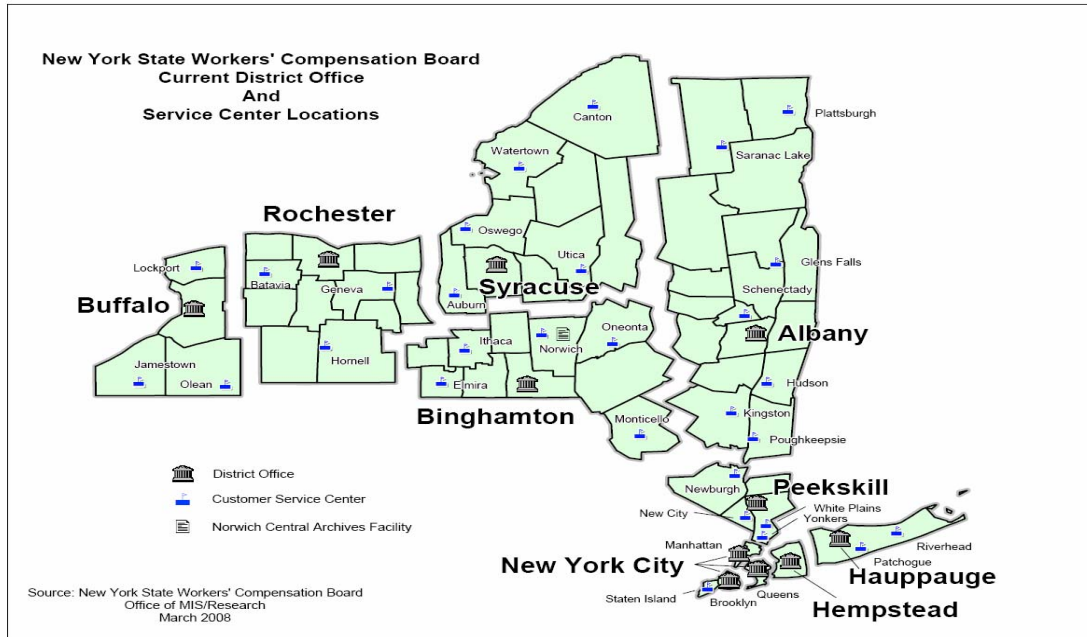 New York State Workers' Compensation Board
Current District Office
And
Service Center Locations
Canton
Plattsburgh
Watertown
Saranac Lake
Rochester
Oswego
Utica
Glens Falls
Lockport
Batavia
Geneva
Syracuse
Schenectady
Buffalo
Auburn
Albany
Ithaca
Norwich
Oneonta
Jamestown
Olean
Hornell
Elmira
Hudson
Binghamton
Monticello
Kingston
Poughkeepsie
District Office
Customer Service Center
Norwich Central Archives Facility
Newburgh
Peekskill
New City
White Plains
Yonkers
Manhattan
New York City
Riverhead
Patchogue
Hauppauge
Staten Island
Brooklyn
Queens
Hempstead
Source: New York State Workers' Compensation Board
Office of MIS/Research
March 2008